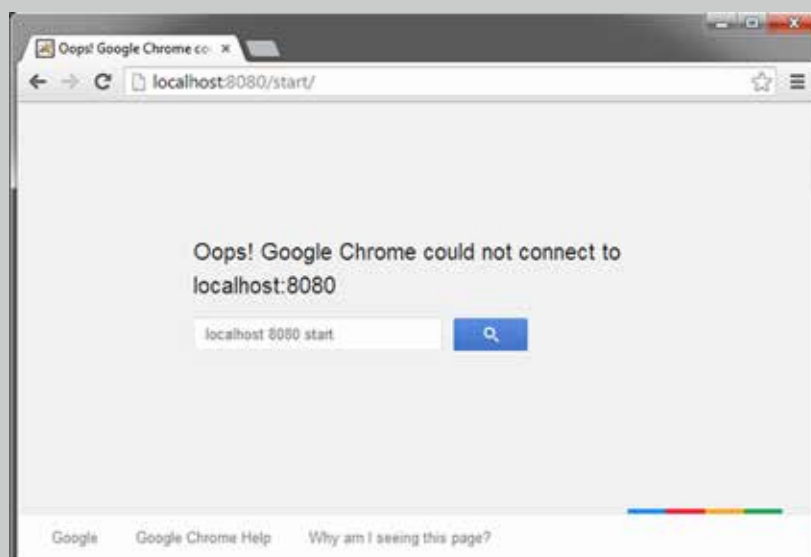 Oops! Google Chrome co
localhost:8080/start/
Oops! Google Chrome could not connect to
localhost:8080
localhost 8080 start
Google Google Chrome Help Why am I seeing this page?